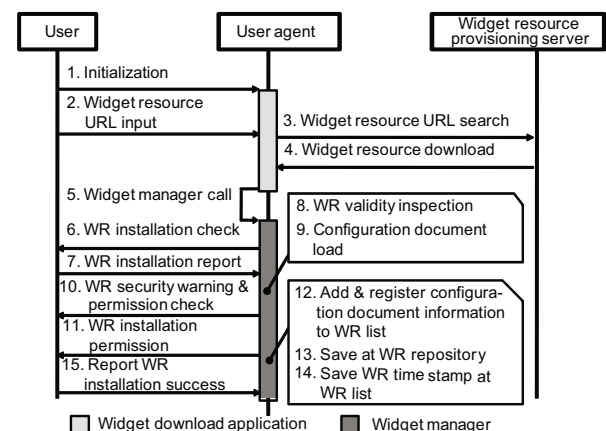 User
User agent
Widget resource
provisioning server
1. Initialization
2. Widget resource
URL input
3. Widget resource URL search
4. Widget resource download
5. Widget manager call
6. WR installation check
7. WR installation report
8. WR validity inspection
9. Configuration document
load
10. WR security warning &
permission check
11. WR installation
permission
12. Add & register configura-
tion document information
to WR list
13. Save at WR repository
14. Save WR time stamp at
WR list
15. Report WR
installation success
Widget download application
Widget manager